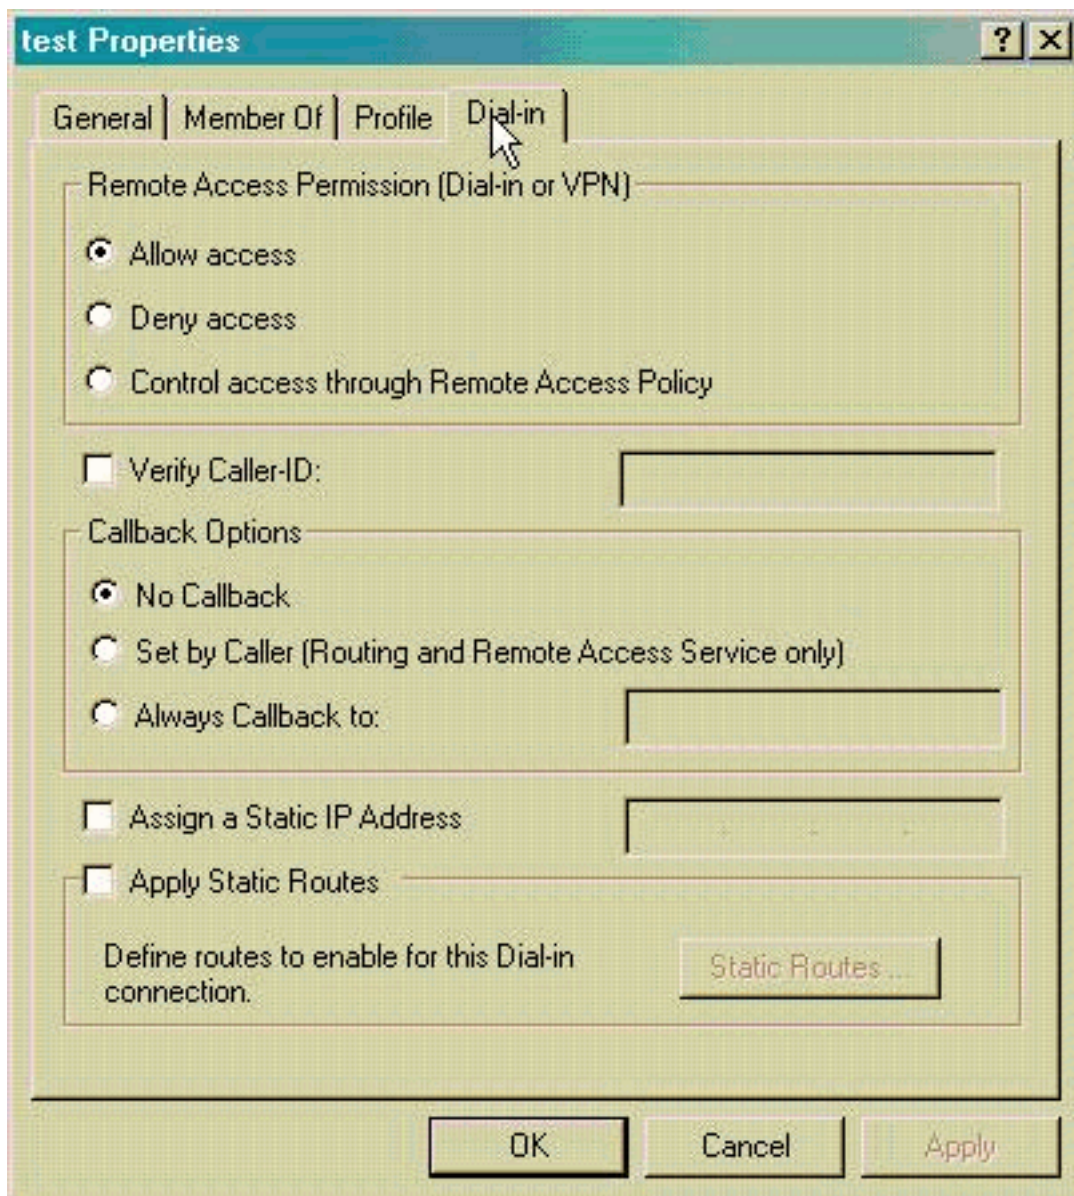 test Properties
General
Member Of
Profile
Dial-in
Remote Access Permission (Dial-in or VPN)
Allow access
Deny access
Control access through Remote Access Policy
Verify Caller-ID:
Callback Options
No Callback
Set by Caller (Routing and Remote Access Service only)
Always Callback to:
Assign a Static IP Address
Apply Static Routes
Define routes to enable for this Dial-in
connection.
Static Routes ...
OK
Cancel
Apply